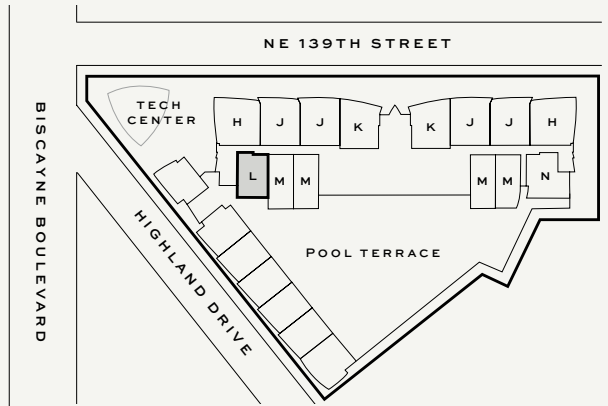 NE 139TH STREET
BISCAYNE BOULEVARD
TECH
CENTER
H J J K K J J H
L M M M M N
POOL TERRACE
HIGHLAND DRIVE